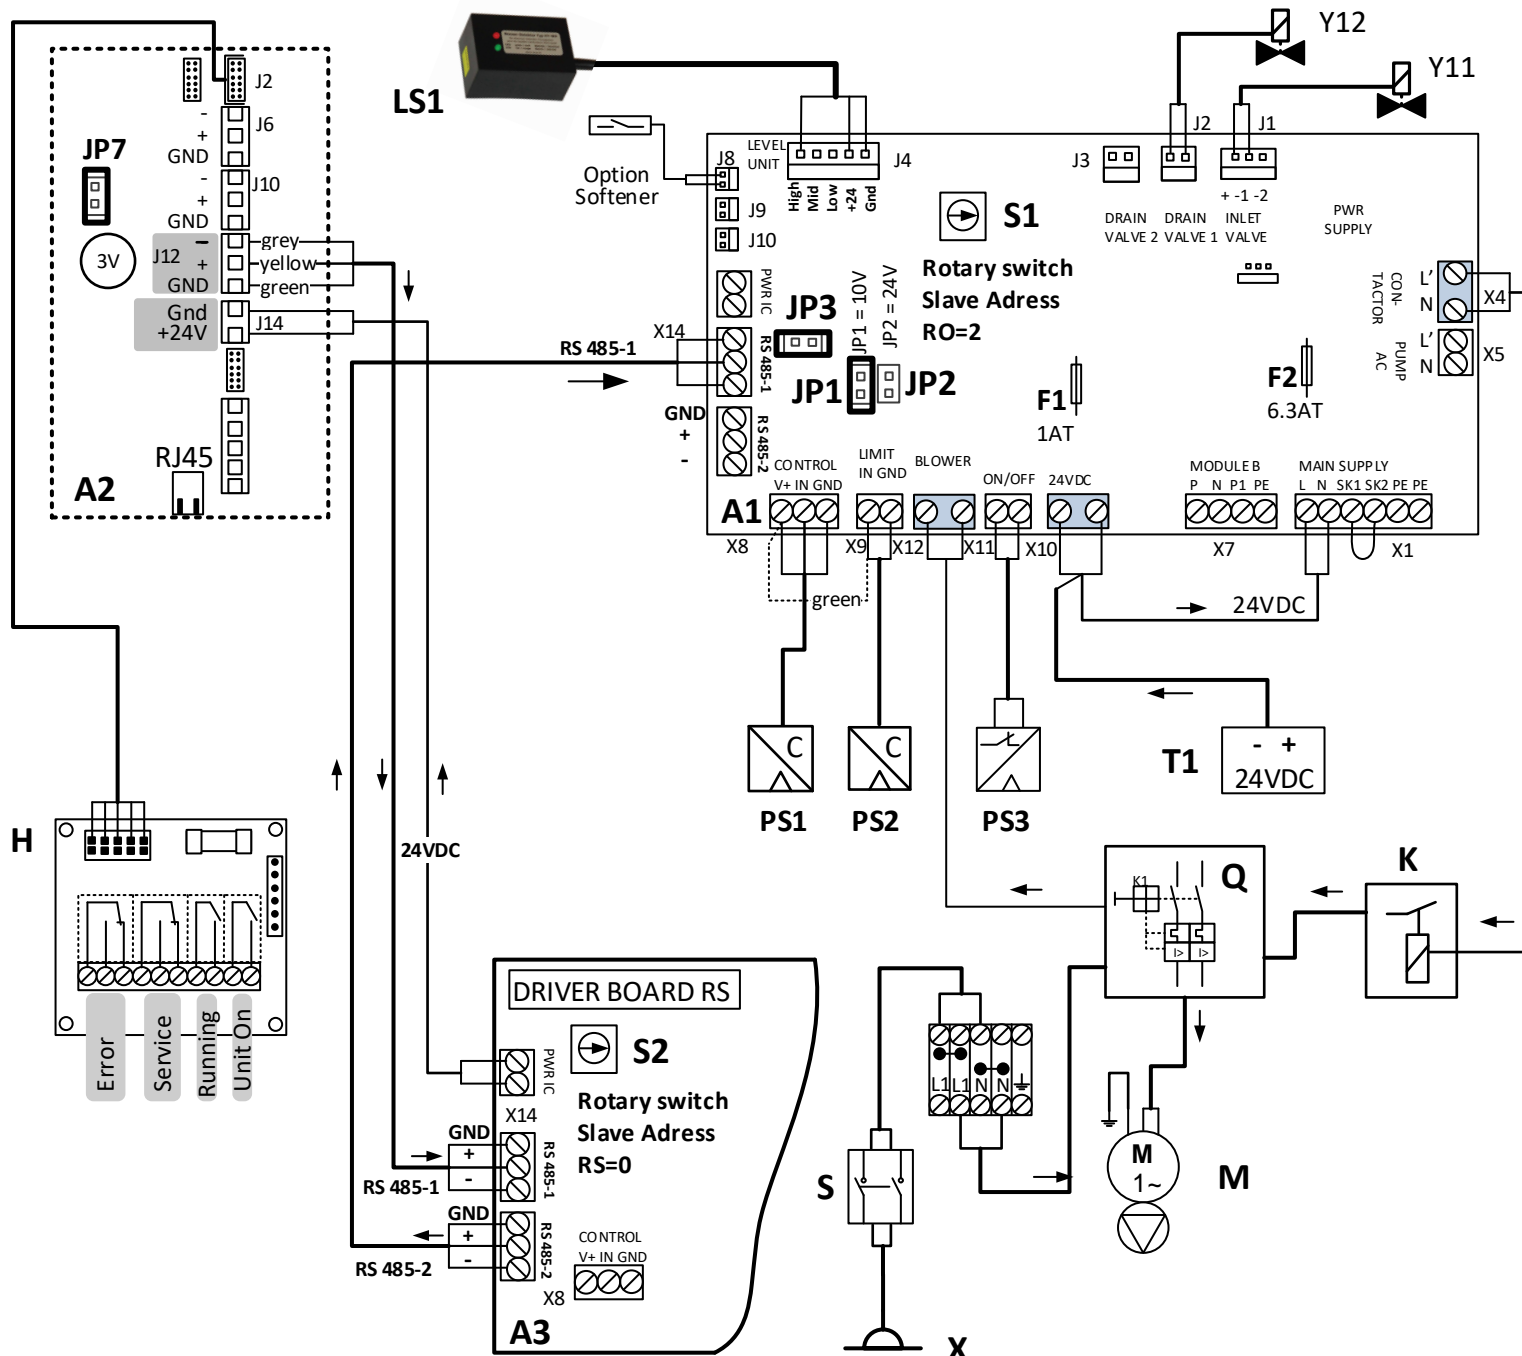 Y12
Y11
LS1
J2
J6
-
+
GND
JP7
J10
-
+
GND
3V
J12
–
+
GND
grey
yellow
green
Gnd
+24V
J14
RJ45
A2
Option
Softener
J8
LEVEL
UNIT
J4
High
Mid
Low
+24
Gnd
J9
J10
S1
J3
J2
J1
+ -1 -2
DRAIN
VALVE 2
DRAIN
VALVE 1
INLET
VALVE
PWR
SUPPLY
Rotary switch
Slave Adress
RO=2
PWR IC
JP3
JP1 = 10V
JP2 = 24V
X14
RS 485-1
RS 485-1
JP1
JP2
L'
N
CON-
TACTOR
X4
L'
N
PUMP
AC
X5
F1
1AT
F2
6.3AT
GND
+
-
RS 485-2
CONTROL
V+ IN GND
LIMIT
IN GND
BLOWER
ON/OFF
24VDC
MODULE B
P N P1 PE
MAIN SUPPLY
L N SK1 SK2 PE PE
A1
X8
X9
X12
X11
X10
X7
X1
green
24VDC
C
PS1
C
PS2
PS3
T1
- +
24VDC
H
24VDC
Error
Service
Running
Unit On
K1
Q
I> I>
K
DRIVER BOARD RS
S2
PWR IC
Rotary switch
Slave Adress
RS=0
X14
GND
+
-
RS 485-1
RS 485-1
GND
+
-
RS 485-2
RS 485-2
CONTROL
V+ IN GND
X8
A3
L1 L1 N N
S
M
1~
M
X